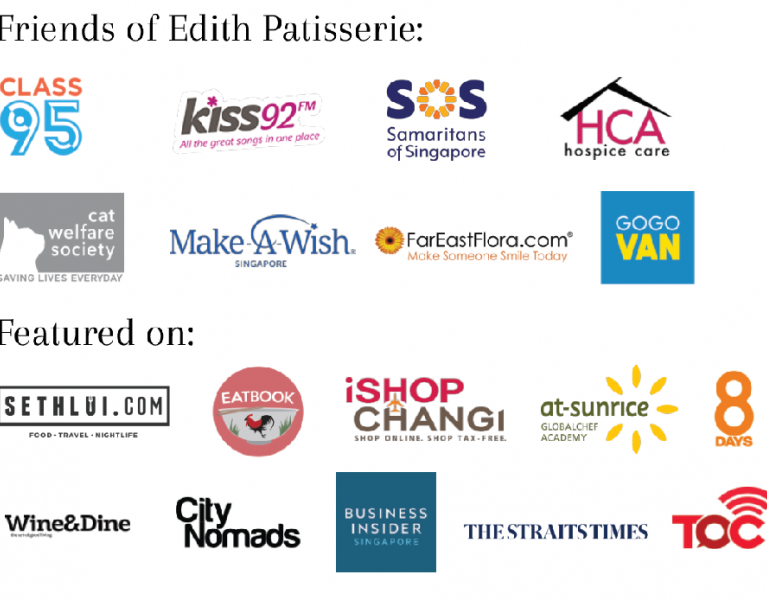 Friends of Edith Patisserie:
CLASS
95
kiss92 FM
All the great songs in one place
SOS
Samaritans
of Singapore
HCA
hospice care
cat
welfare
society
SAVING LIVES EVERYDAY
Make-A-Wish®
SINGAPORE
FarEastFlora.com®
Make Someone Smile Today
GOGO
VAN
Featured on:
SETHLUI.COM
FOOD • TRAVEL • NIGHTLIFE
EATBOOK
iSHOP
CHANGI
SHOP ONLINE. SHOP TAX-FREE.
at-sunrice
GLOBALCHEF
ACADEMY
8
DAYS
Wine&Dine
City
Nomads
BUSINESS
INSIDER
SINGAPORE
THE STRAITS TIMES
TOC